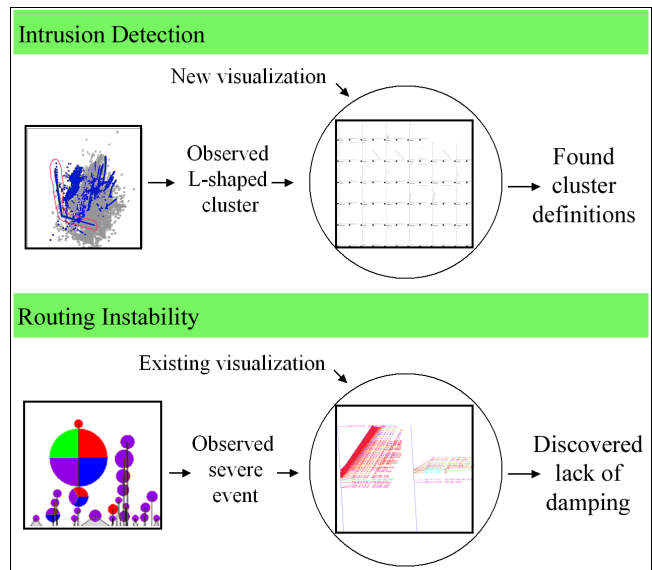 Intrusion Detection
New visualization
Observed
L-shaped
cluster
Found
cluster
definitions
Routing Instability
Existing visualization
Observed
severe
event
Discovered
lack of
damping